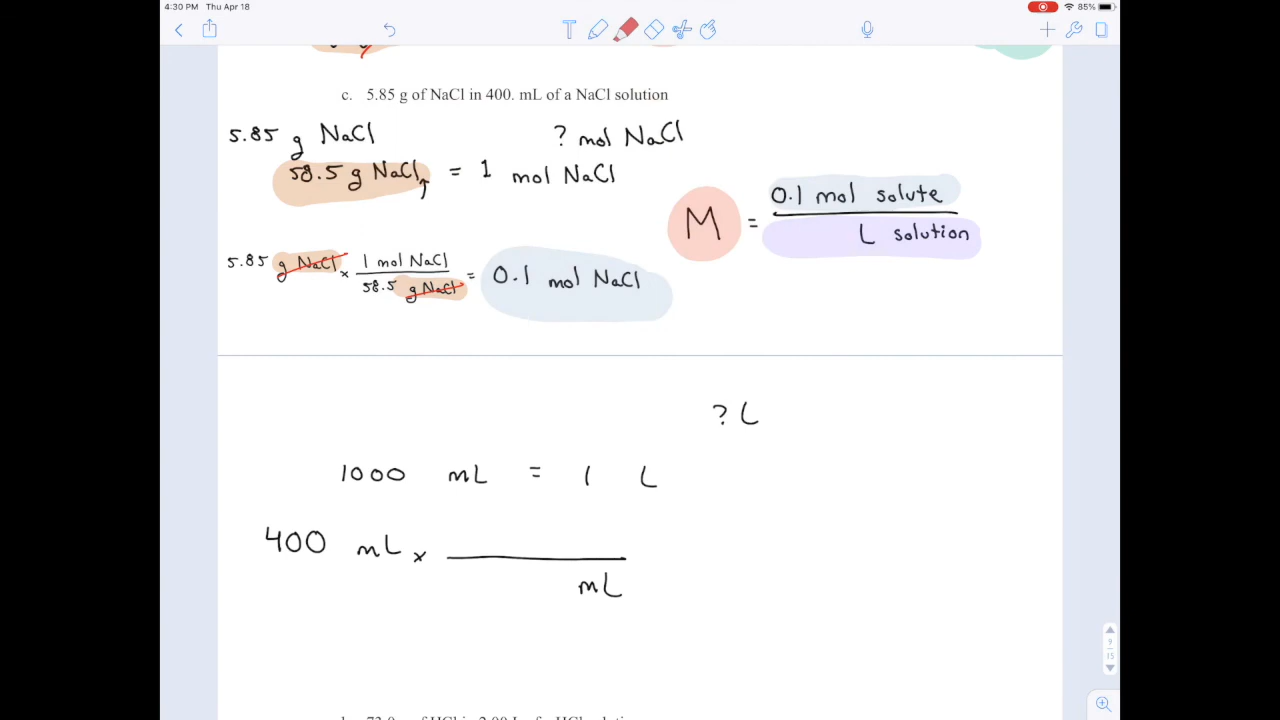 4:30 PM Thu Apr 18
85%
c. 5.85 g of NaCl in 400. mL of a NaCl solution
5.85 g NaCl ? mol NaCl
58.5 g NaCl = 1 mol NaCl
M = 0.1 mol solute
L solution
5.85 g NaCl x 1 mol NaCl = 0.1 mol NaCl
58.5 g NaCl
? L
1000 mL = 1 L
400 mL x
mL
9
15